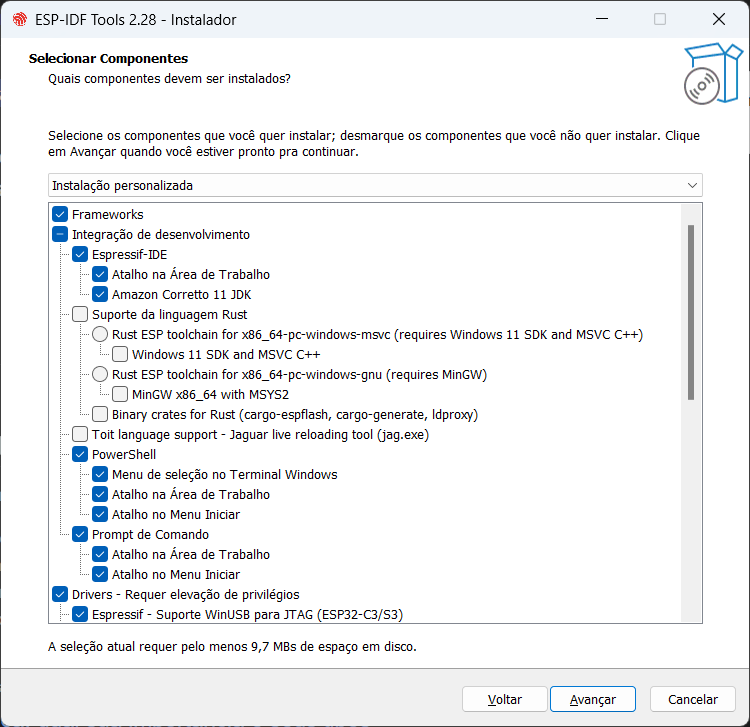 ESP-IDF Tools 2.28 - Instalador
Selecionar Componentes
Quais componentes devem ser instalados?
Selecione os componentes que você quer instalar; desmarque os componentes que você não quer instalar. Clique
em Avançar quando você estiver pronto pra continuar.
Instalação personalizada
Frameworks
Integração de desenvolvimento
Espressif-IDE
Atalho na Área de Trabalho
Amazon Corretto 11 JDK
Suporte da linguagem Rust
Rust ESP toolchain for x86_64-pc-windows-msvc (requires Windows 11 SDK and MSVC C++)
Windows 11 SDK and MSVC C++
Rust ESP toolchain for x86_64-pc-windows-gnu (requires MinGW)
MinGW x86_64 with MSYS2
Binary crates for Rust (cargo-espflash, cargo-generate, ldproxy)
Toit language support - Jaguar live reloading tool (jag.exe)
PowerShell
Menu de seleção no Terminal Windows
Atalho na Área de Trabalho
Atalho no Menu Iniciar
Prompt de Comando
Atalho na Área de Trabalho
Atalho no Menu Iniciar
Drivers - Requer elevação de privilégios
Espressif - Suporte WinUSB para JTAG (ESP32-C3/S3)
A seleção atual requer pelo menos 9,7 MBs de espaço em disco.
Voltar
Avançar
Cancelar